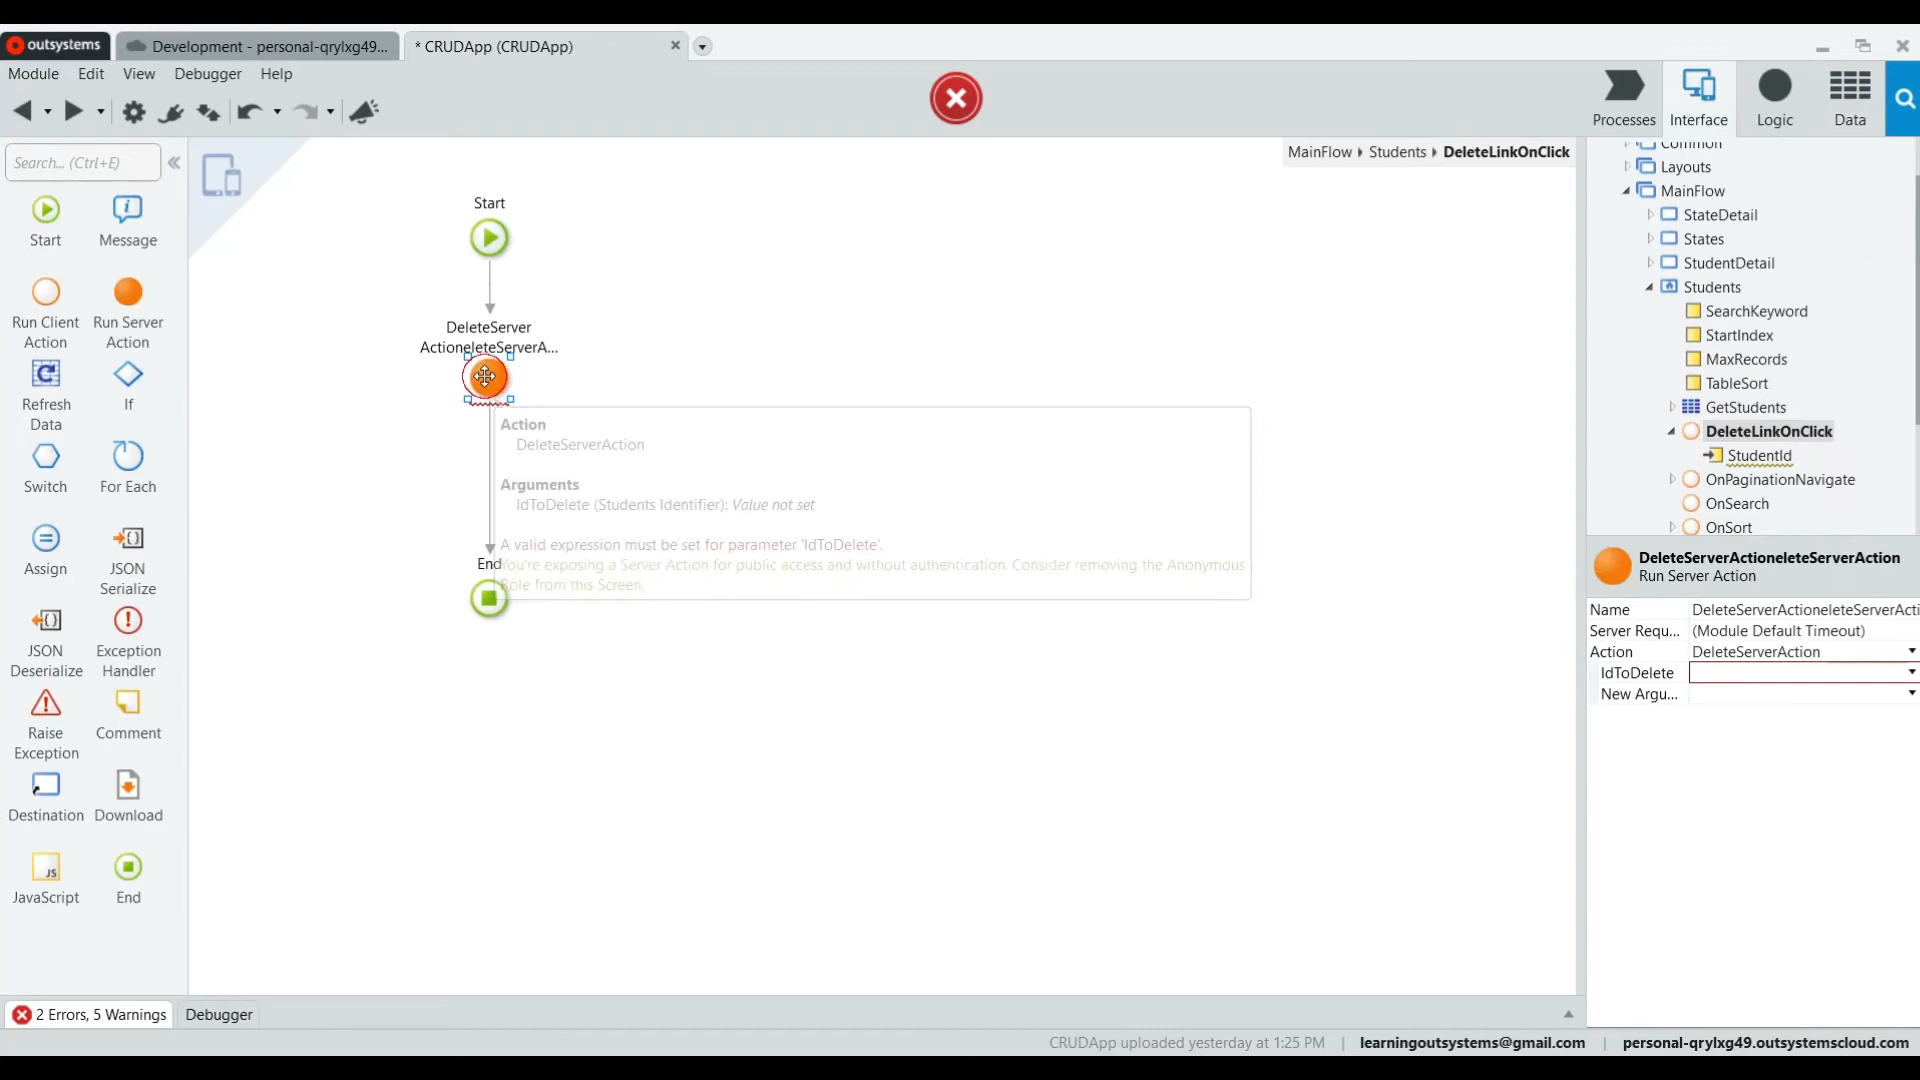 outsystems
Development - personal-qrylxg49...
* CRUDApp (CRUDApp)
Module
Edit
View
Debugger
Help
Processes
Interface
Logic
Data
Search... (Ctrl+E)
Start
Message
Run Client
Action
Run Server
Action
Refresh
Data
If
Switch
For Each
Assign
JSON
Serialize
JSON
Deserialize
Exception
Handler
Raise
Exception
Comment
Destination
Download
JS
JavaScript
End
MainFlow
Students
DeleteLinkOnClick
Start
DeleteServer
ActioneleteServerA...
Action
DeleteServerAction
Arguments
IdToDelete (Students Identifier): Value not set
A valid expression must be set for parameter 'IdToDelete'.
You're exposing a Server Action for public access and without authentication. Consider removing the Anonymous
Role from this Screen.
End
Common
Layouts
MainFlow
StateDetail
States
StudentDetail
Students
SearchKeyword
StartIndex
MaxRecords
TableSort
GetStudents
DeleteLinkOnClick
StudentId
OnPaginationNavigate
OnSearch
OnSort
DeleteServerActioneleteServerAction
Run Server Action
Name
DeleteServerActioneleteServerActi
Server Requ...
(Module Default Timeout)
Action
DeleteServerAction
IdToDelete
New Argu...
2 Errors, 5 Warnings
Debugger
CRUDApp uploaded yesterday at 1:25 PM
learningoutsystems@gmail.com
personal-qrylxg49.outsystemscloud.com